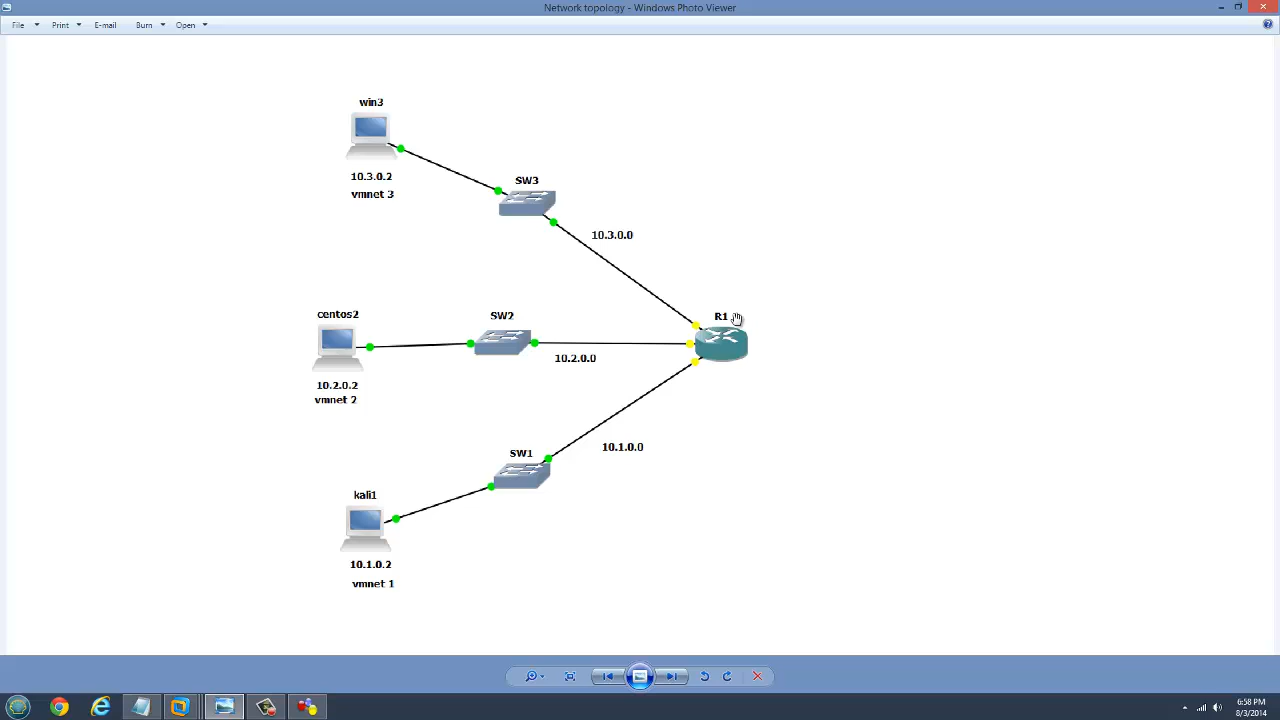 Network topology - Windows Photo Viewer
File Print E-mail Burn Open
win3
10.3.0.2
vmnet 3
SW3
10.3.0.0
centos2
SW2
R1
10.2.0.0
10.2.0.2
vmnet 2
SW1
10.1.0.0
kali1
10.1.0.2
vmnet 1
6:58 PM
8/3/2014